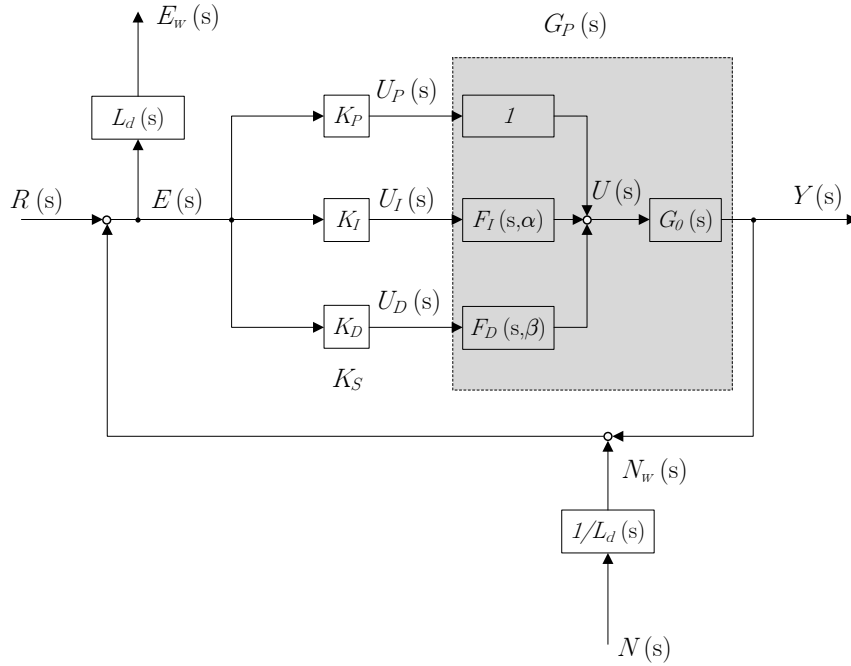 E_W (s)
G_P (s)
L_d (s)
K_P
U_P (s)
1
R (s)
E (s)
K_I
U_I (s)
F_I (s,α)
U (s)
G_0 (s)
Y (s)
K_D
U_D (s)
F_D (s,β)
K_S
N_W (s)
1/L_d (s)
N (s)